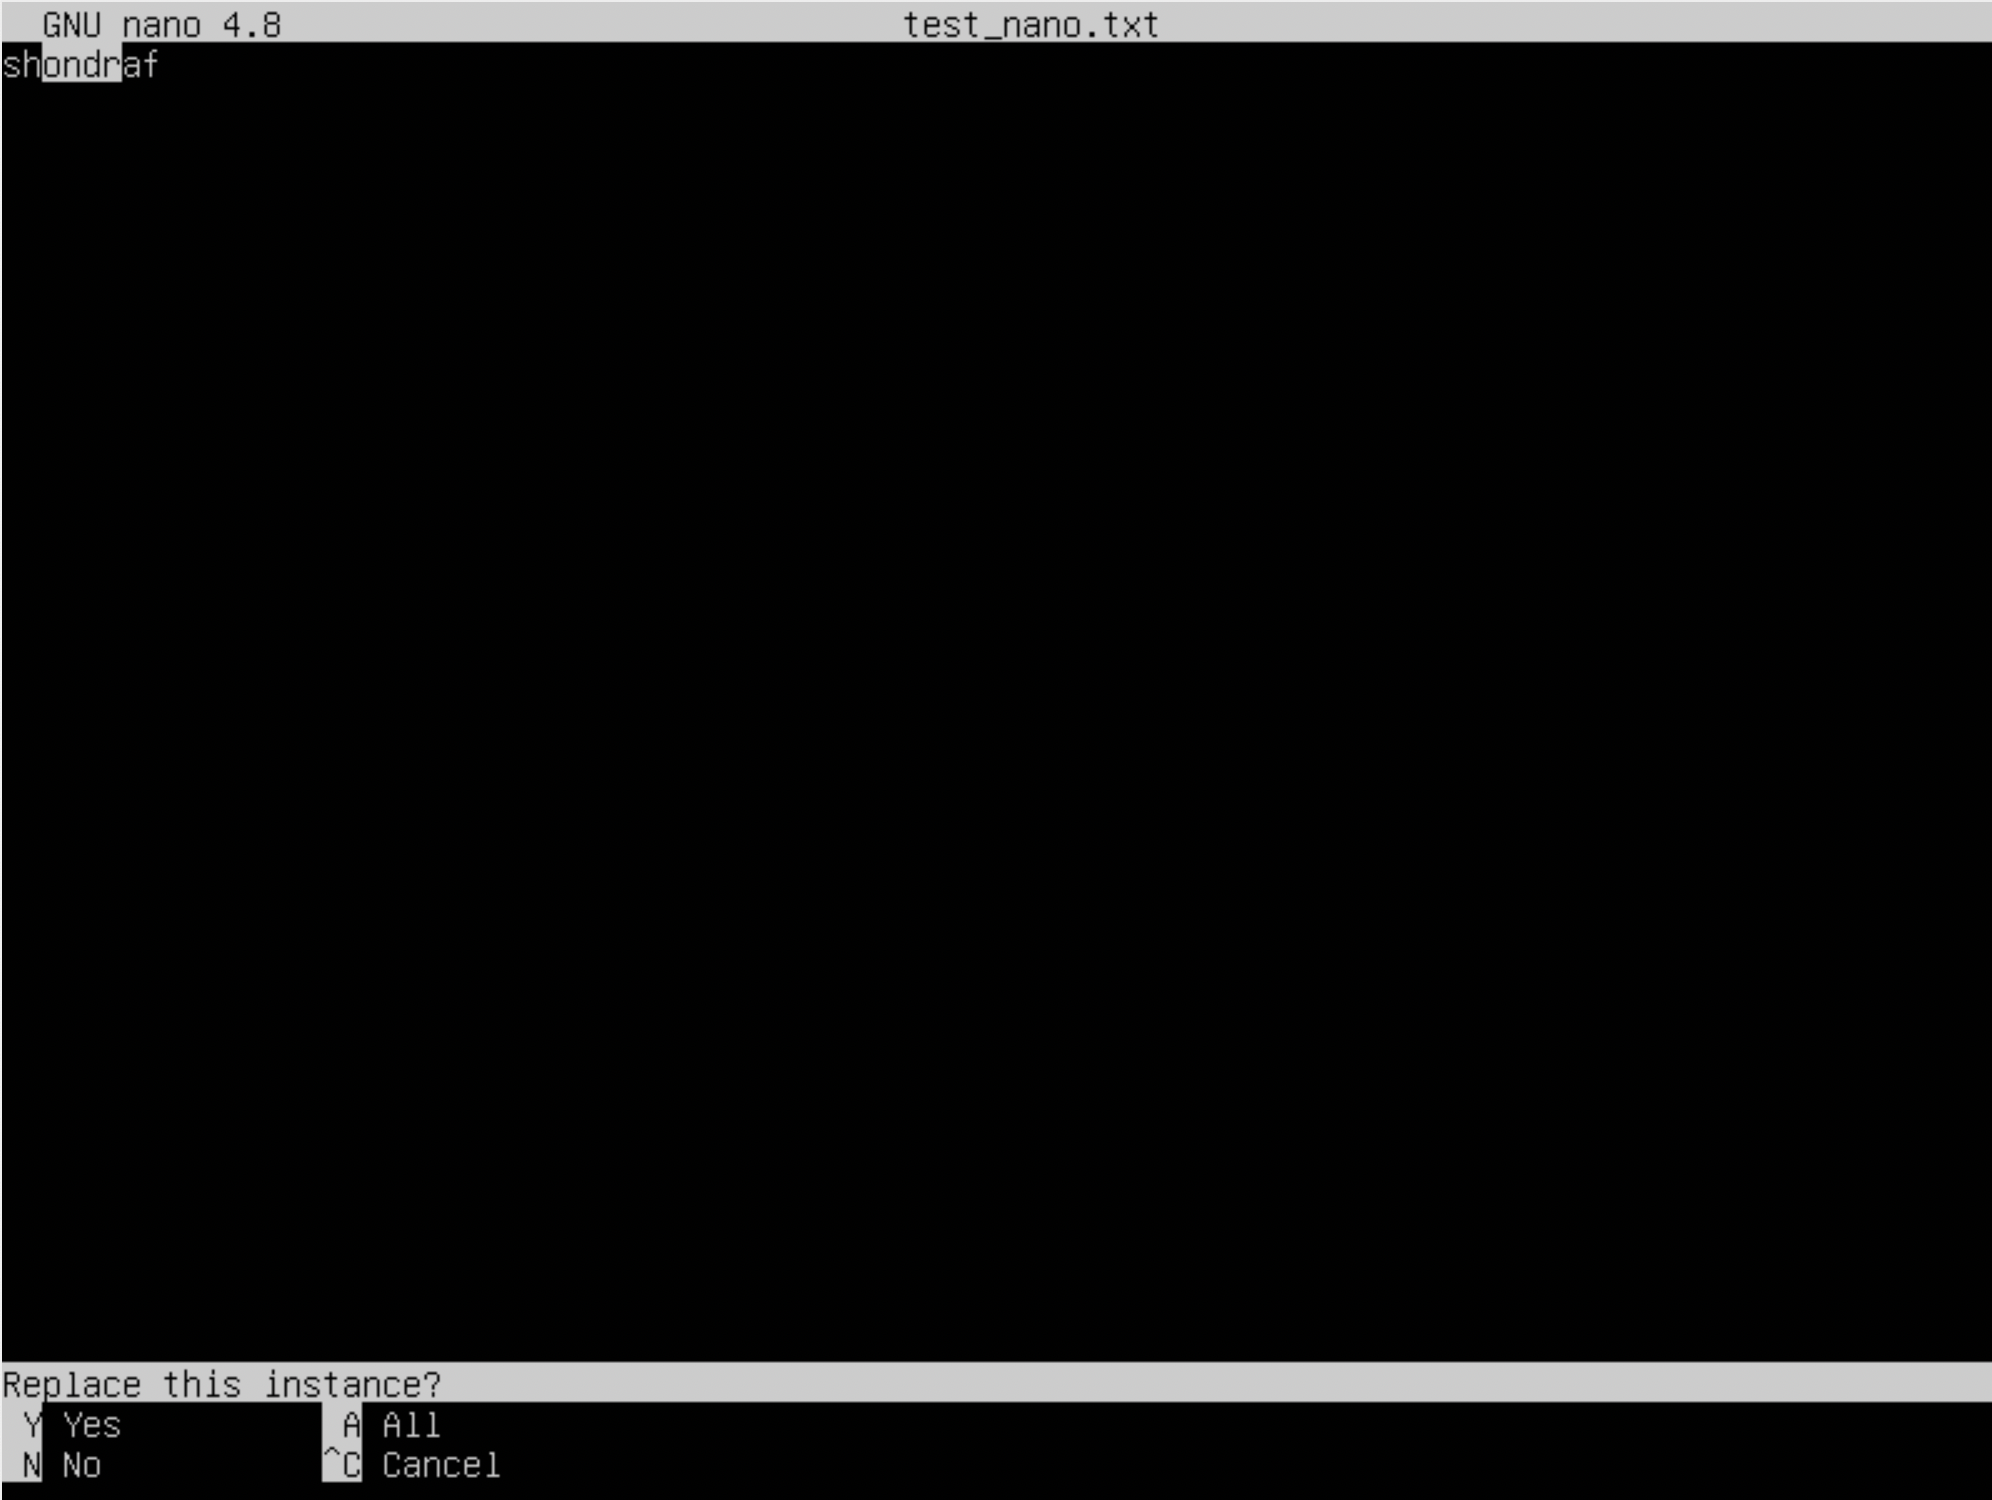 GNU nano 4.8 test_nano.txt
shondraf
Replace this instance?
Y Yes A All
N No ^C Cancel